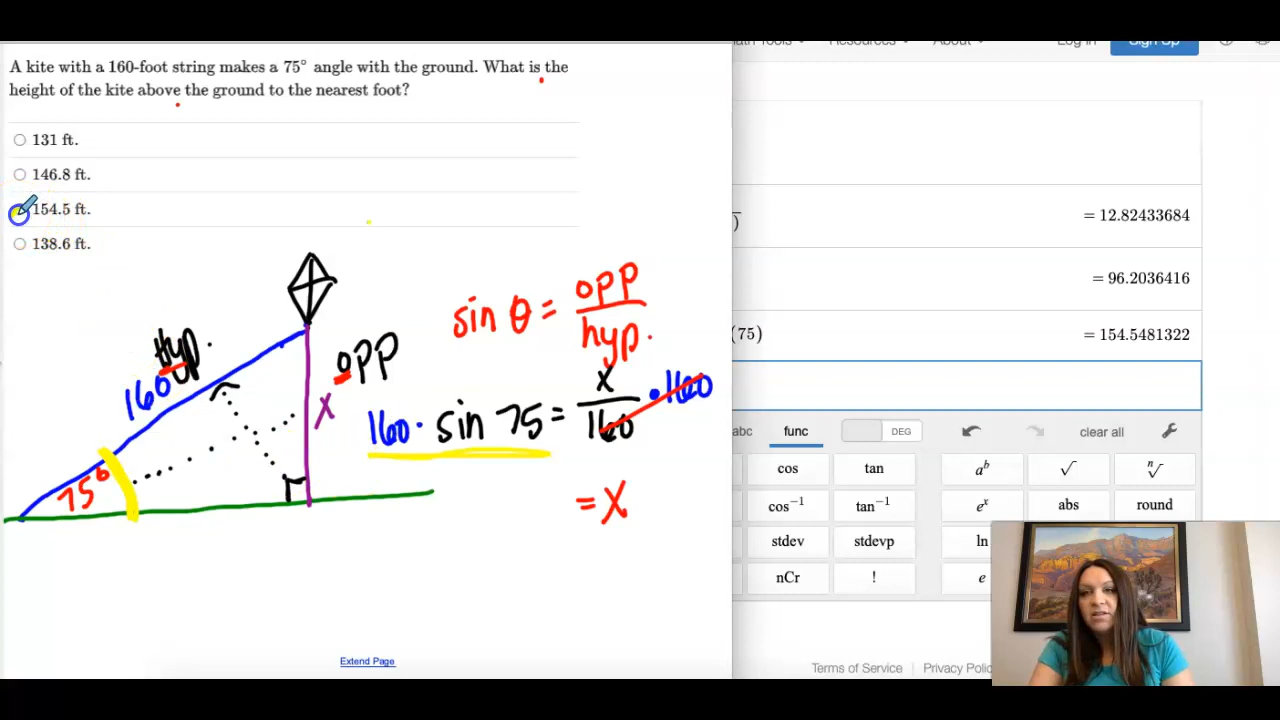 ath Tools
Resources
About
Log In
Sign Up
A kite with a 160-foot string makes a 75° angle with the ground. What is the
height of the kite above the ground to the nearest foot?
131 ft.
146.8 ft.
154.5 ft.
138.6 ft.
Hyp.
160
opp
x
75°
sin θ = opp/hyp.
160 · sin 75 = x/160 · 160
= x
Extend Page
)
= 12.82433684
= 96.2036416
(75)
= 154.5481322
abc
func
DEG
clear all
cos
tan
a^b
√
ⁿ√
cos⁻¹
tan⁻¹
e^x
abs
round
stdev
stdevp
ln
nCr
!
e
Terms of Service
Privacy Polic